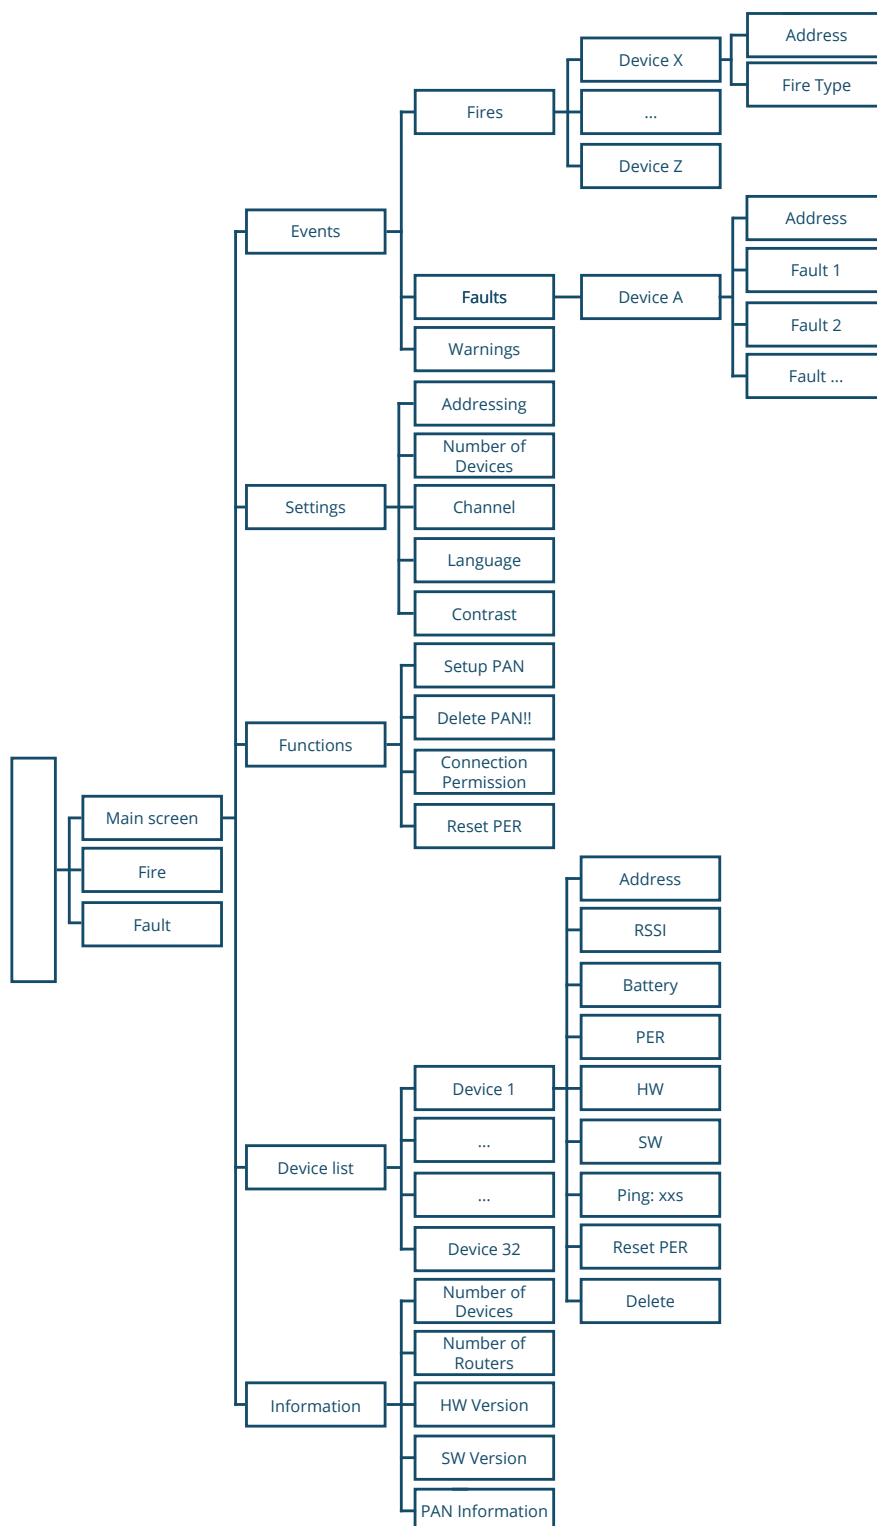 Address
Device X
Fire Type
Fires
...
Device Z
Address
Events
Fault 1
Faults
Device A
Fault 2
Warnings
Fault ...
Addressing
Number of
Devices
Settings
Channel
Language
Contrast
Setup PAN
Delete PAN!!
Functions
Connection
Permission
Main screen
Reset PER
Fire
Address
Fault
RSSI
Battery
PER
Device 1
HW
...
SW
Device list
...
Ping: xxs
Device 32
Reset PER
Number of
Devices
Delete
Number of
Routers
Information
HW Version
SW Version
PAN Information